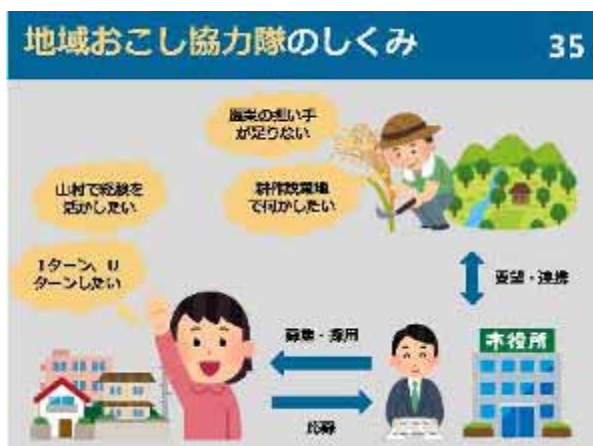 地域おこし協力隊のしくみ
35
農業の担い手
が足りない
山村で経験を
活かしたい
耕作放棄地
で何かしたい
Iターン、U
ターンしたい
要望・連携
市役所
募集・採用
応募